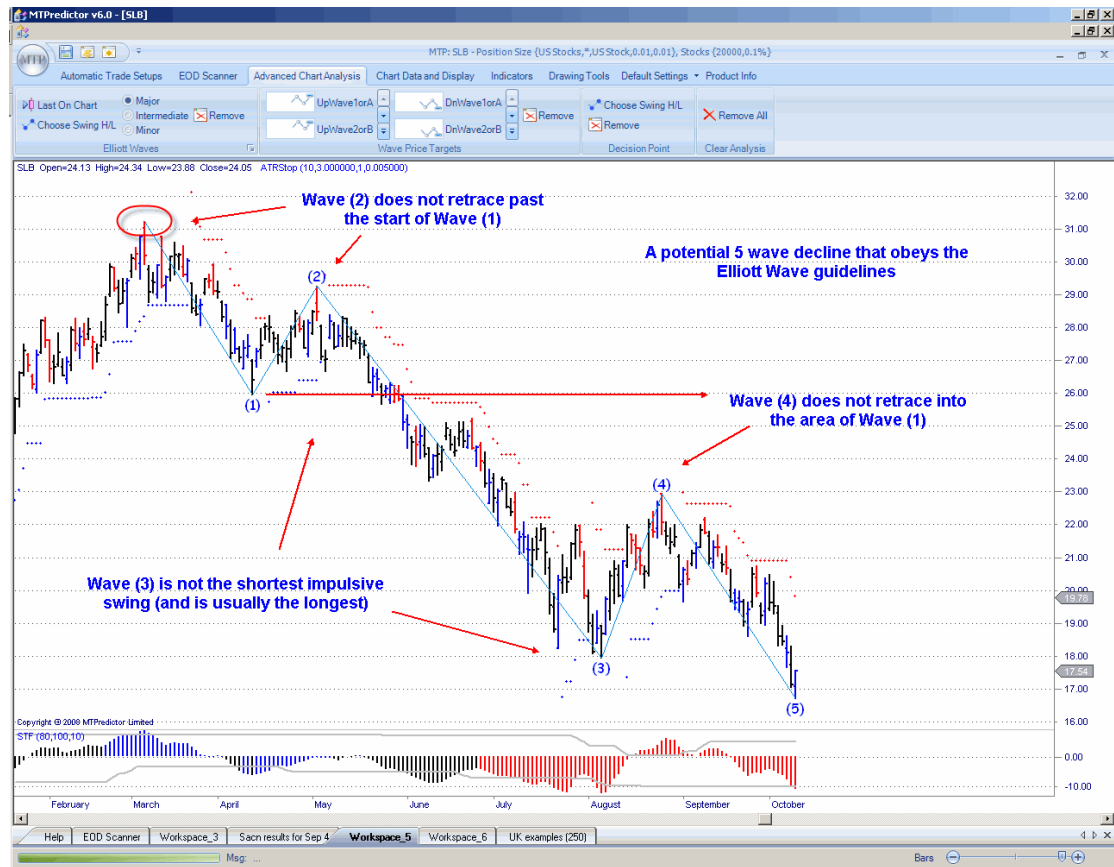 MTPredictor v6.0 - [SLB]
MTP: SLB - Position Size {US Stocks,*,US Stock,0.01,0.01}, Stocks {20000,0.1%}
MTP
Automatic Trade Setups EOD Scanner Advanced Chart Analysis Chart Data and Display Indicators Drawing Tools Default Settings Product Info
Last On Chart
Choose Swing H/L
Major
Intermediate
Minor
Remove
Elliott Waves
UpWave1orA
UpWave2orB
DnWave1orA
DnWave2orB
Remove
Wave Price Targets
Choose Swing H/L
Remove
Decision Point
Remove All
Clear Analysis
SLB Open=24.13 High=24.34 Low=23.88 Close=24.05 ATRStop (10,3.000000,1,0.005000)
Wave (2) does not retrace past
the start of Wave (1)
A potential 5 wave decline that obeys the
Elliott Wave guidelines
(2)
(1)
Wave (4) does not retrace into
the area of Wave (1)
(4)
Wave (3) is not the shortest impulsive
swing (and is usually the longest)
(3)
(5)
32.00
31.00
30.00
29.00
28.00
27.00
26.00
25.00
24.00
23.00
22.00
21.00
20.00
19.78
19.00
18.00
17.54
17.00
16.00
Copyright © 2008 MTPredictor Limited
STF (80,100,10)
0.00
-10.00
February March April May June July August September October
Help EOD Scanner Workspace_3 Sacn results for Sep 4 Workspace_5 Workspace_6 UK examples (250)
Msg: ...
Bars